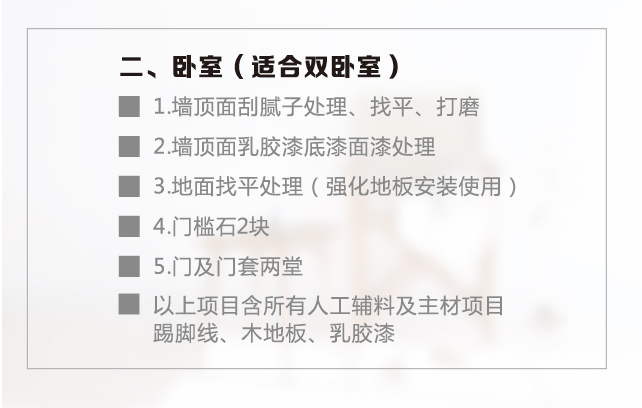 二、卧室（适合双卧室）
1.墙顶面刮腻子处理、找平、打磨
2.墙顶面乳胶漆底漆面漆处理
3.地面找平处理（强化地板安装使用）
4.门槛石2块
5.门及门套两堂
以上项目含所有人工辅料及主材项目
踢脚线、木地板、乳胶漆